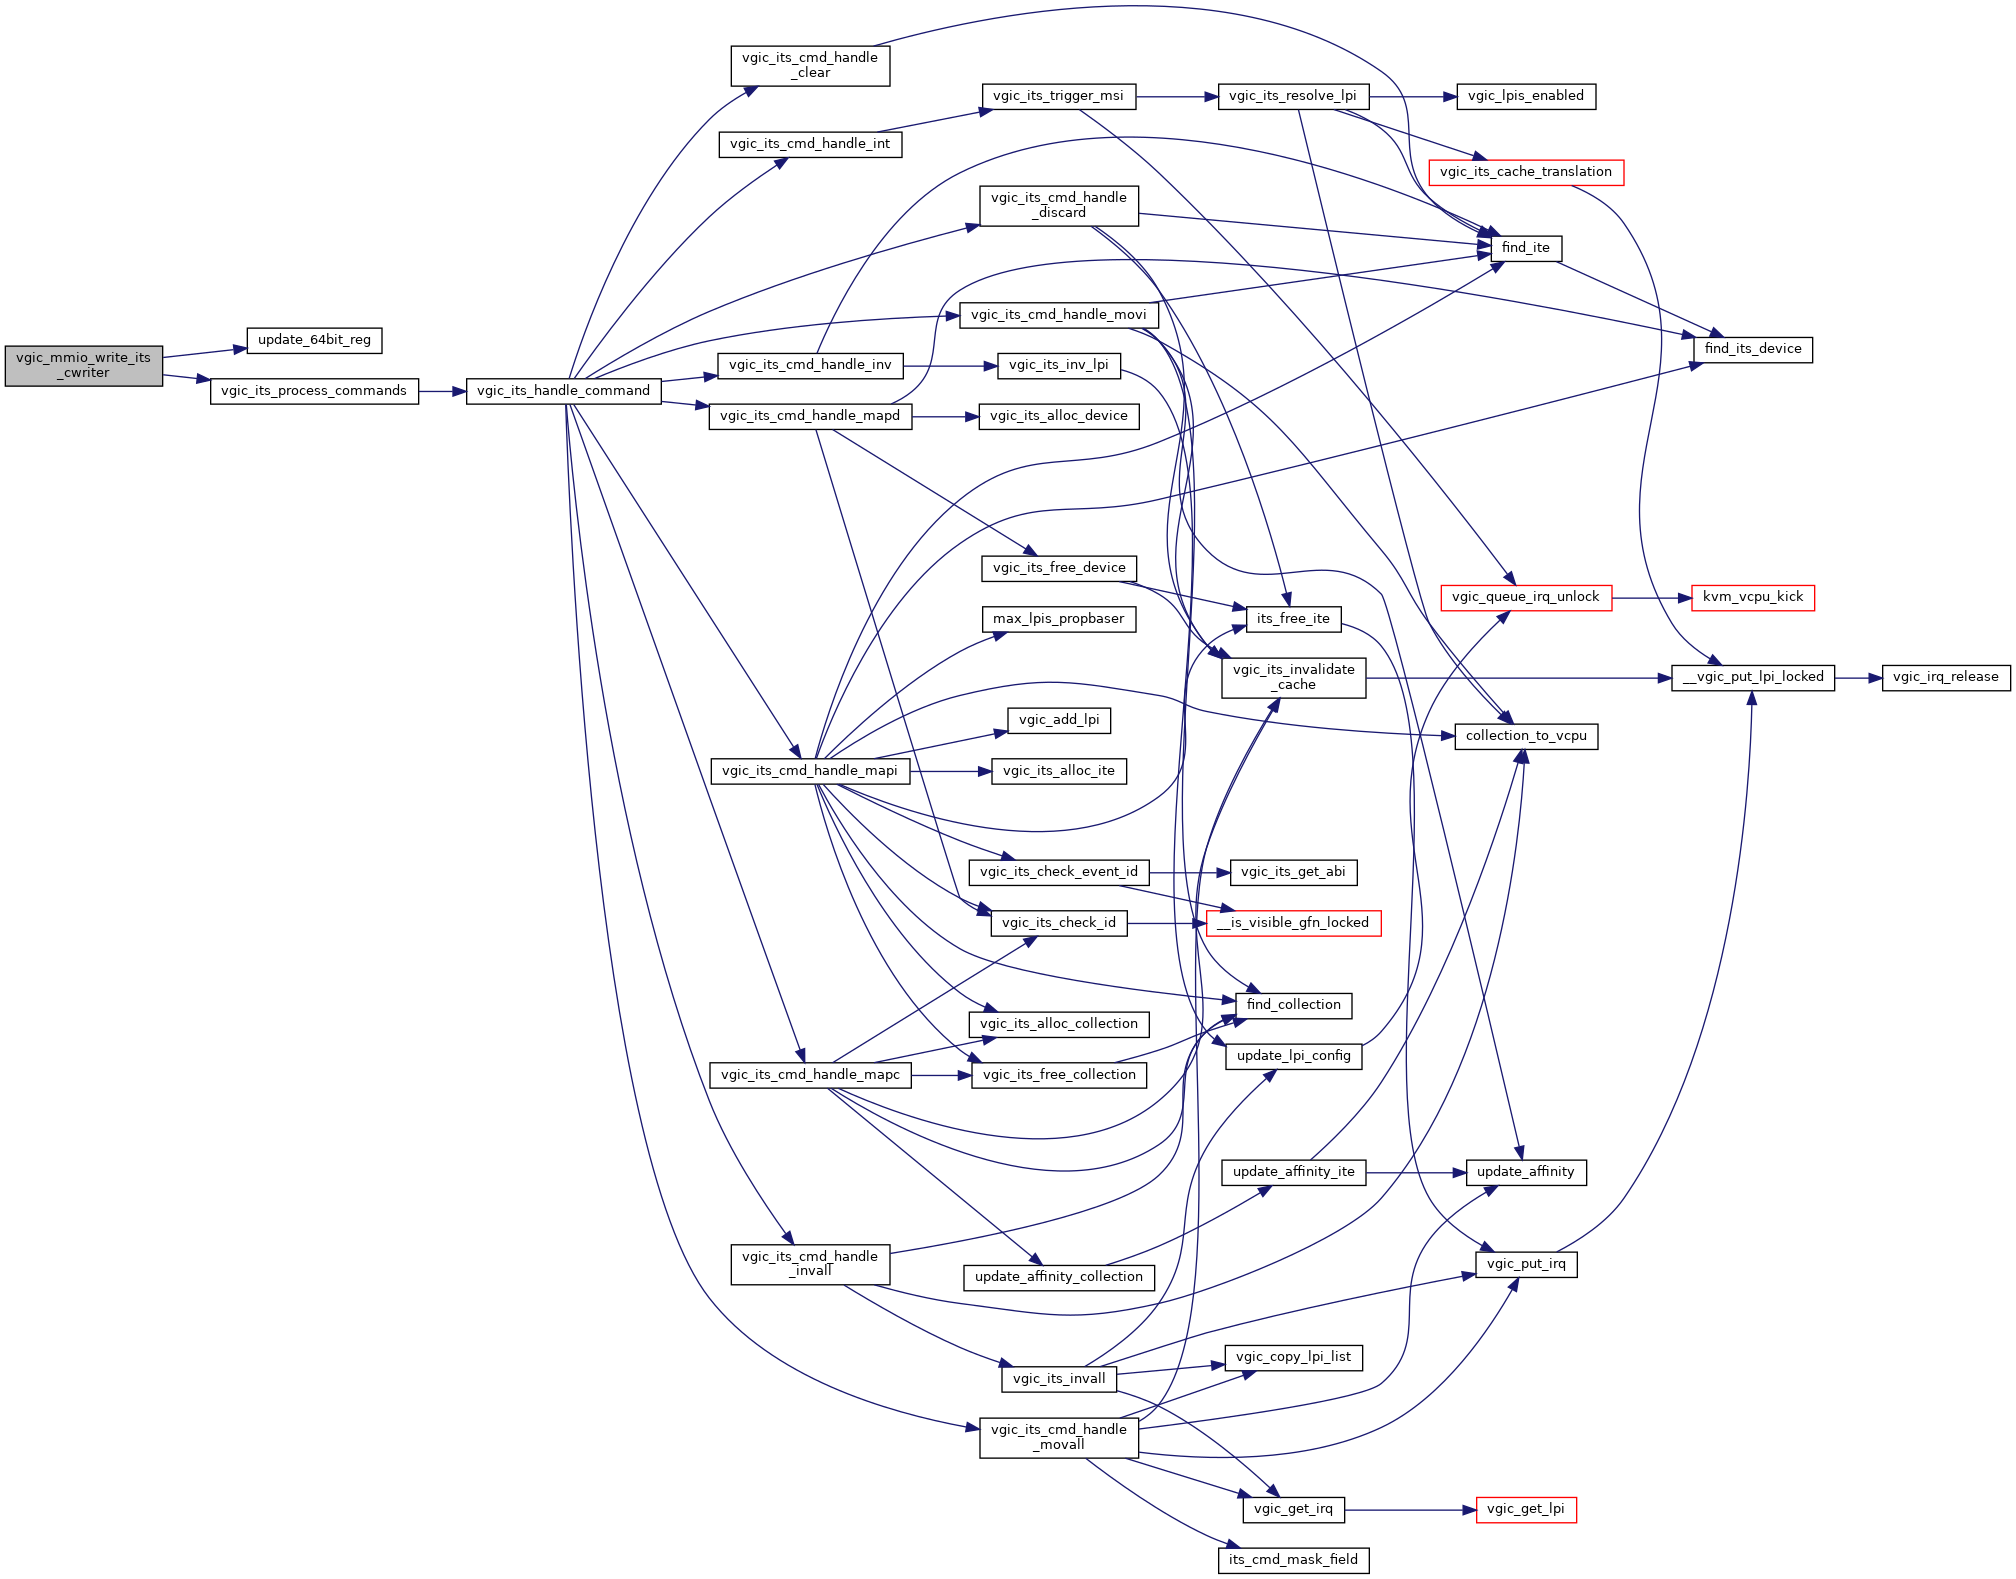 vgic_mmio_write_its
_cwriter
update_64bit_reg
vgic_its_process_commands
vgic_its_handle_command
vgic_its_cmd_handle
_clear
vgic_its_cmd_handle_int
vgic_its_trigger_msi
vgic_its_resolve_lpi
vgic_lpis_enabled
vgic_its_cache_translation
vgic_its_cmd_handle
_discard
find_ite
vgic_its_cmd_handle_movi
find_its_device
vgic_its_cmd_handle_inv
vgic_its_inv_lpi
vgic_its_cmd_handle_mapd
vgic_its_alloc_device
vgic_its_free_device
max_lpis_propbaser
its_free_ite
vgic_queue_irq_unlock
kvm_vcpu_kick
vgic_its_invalidate
_cache
__vgic_put_lpi_locked
vgic_irq_release
vgic_add_lpi
collection_to_vcpu
vgic_its_cmd_handle_mapi
vgic_its_alloc_ite
vgic_its_check_event_id
vgic_its_get_abi
vgic_its_check_id
__is_visible_gfn_locked
find_collection
vgic_its_alloc_collection
update_lpi_config
vgic_its_cmd_handle_mapc
vgic_its_free_collection
update_affinity_ite
update_affinity
vgic_its_cmd_handle
_invall
update_affinity_collection
vgic_put_irq
vgic_its_invall
vgic_copy_lpi_list
vgic_its_cmd_handle
_movall
vgic_get_irq
vgic_get_lpi
its_cmd_mask_field